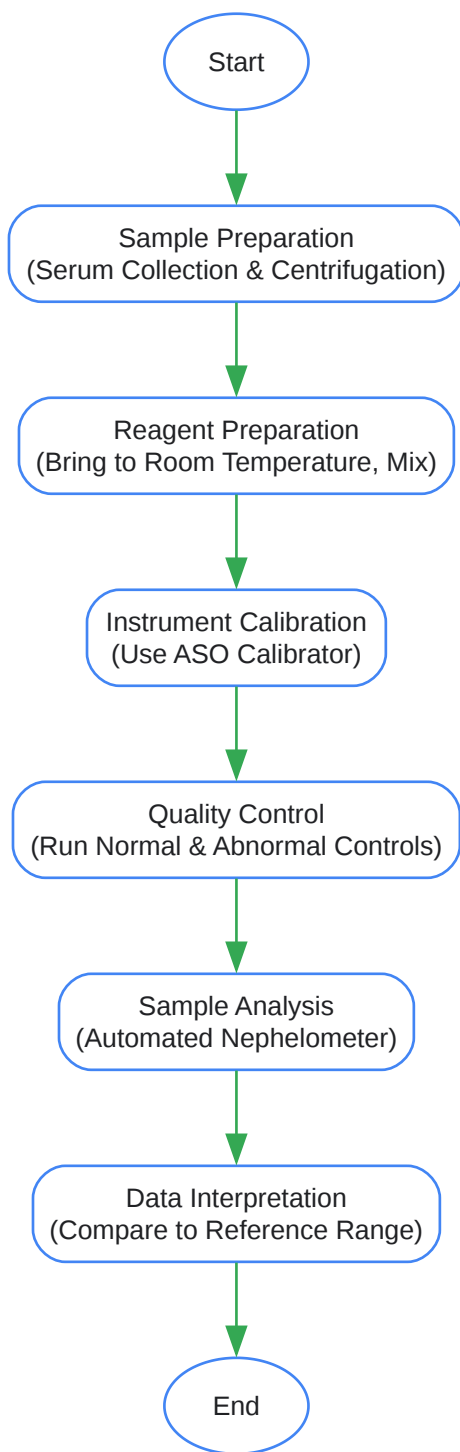 Start
Sample Preparation
(Serum Collection & Centrifugation)
Reagent Preparation
(Bring to Room Temperature, Mix)
Instrument Calibration
(Use ASO Calibrator)
Quality Control
(Run Normal & Abnormal Controls)
Sample Analysis
(Automated Nephelometer)
Data Interpretation
(Compare to Reference Range)
End